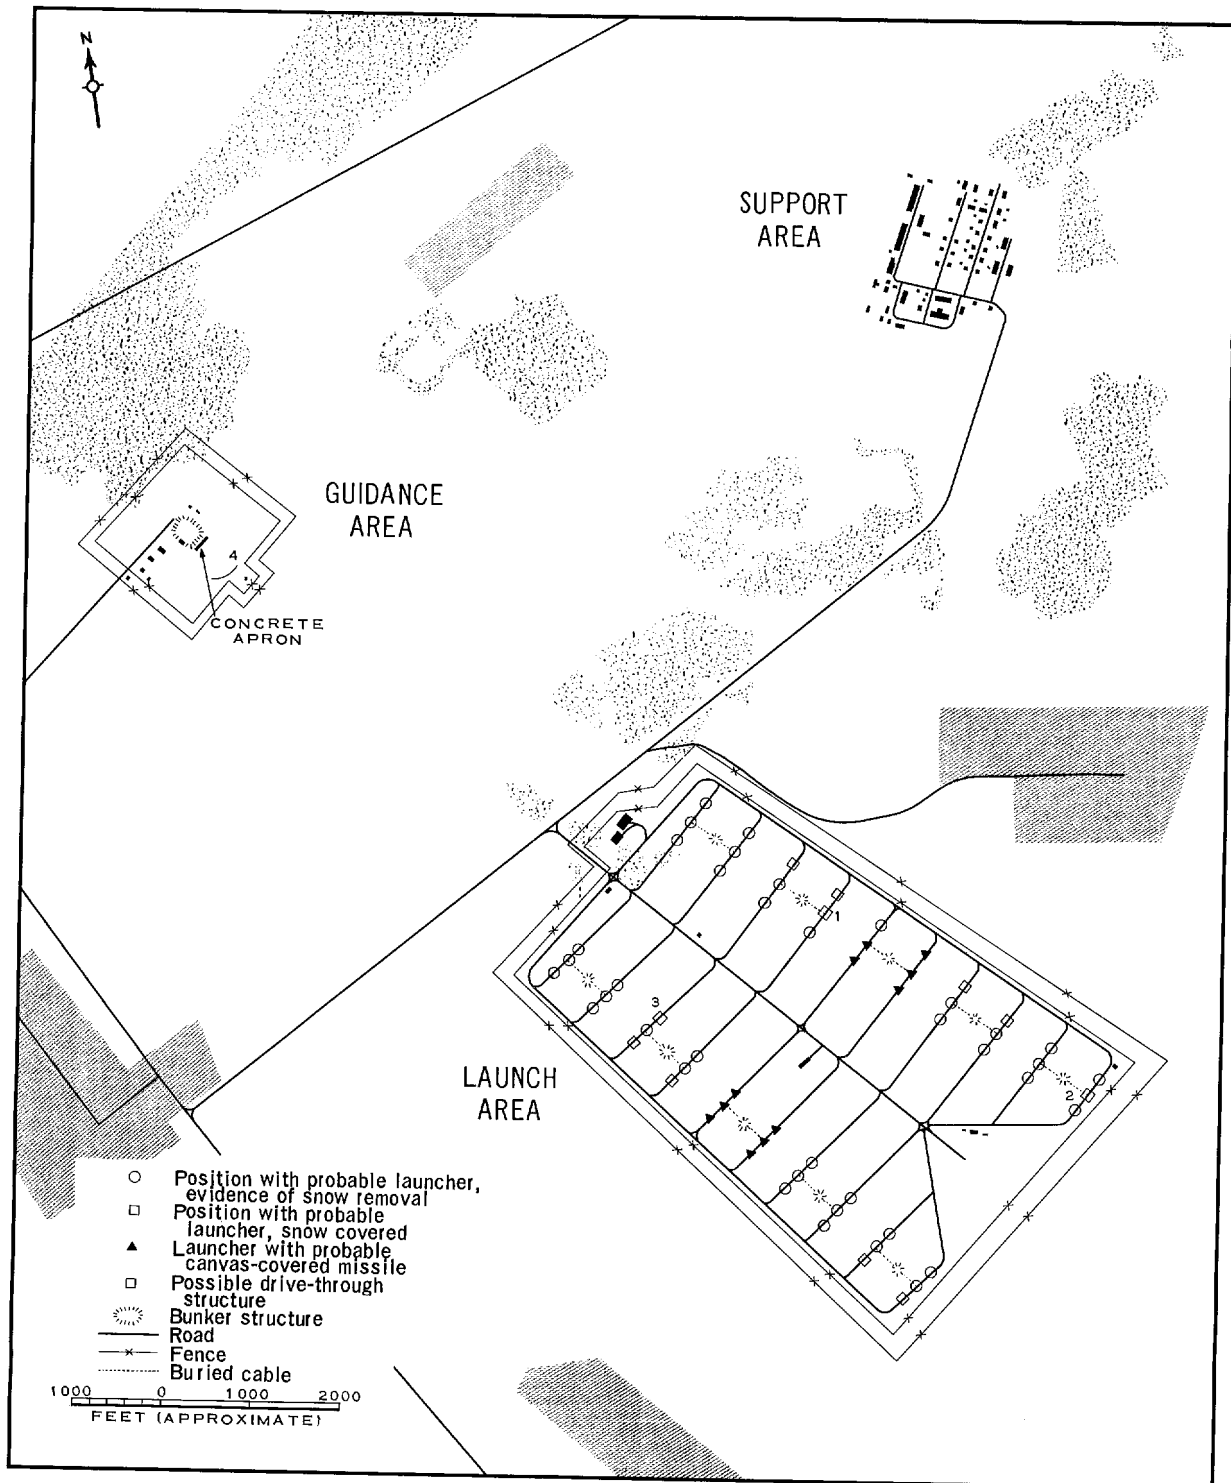 N
SUPPORT
AREA
GUIDANCE
AREA
4
CONCRETE
APRON
1
3
2
LAUNCH
AREA
Position with probable launcher,
evidence of snow removal
Position with probable
launcher, snow covered
Launcher with probable
canvas-covered missile
Possible drive-through
structure
Bunker structure
Road
Fence
Buried cable
1000 0 1000 2000
FEET (APPROXIMATE)